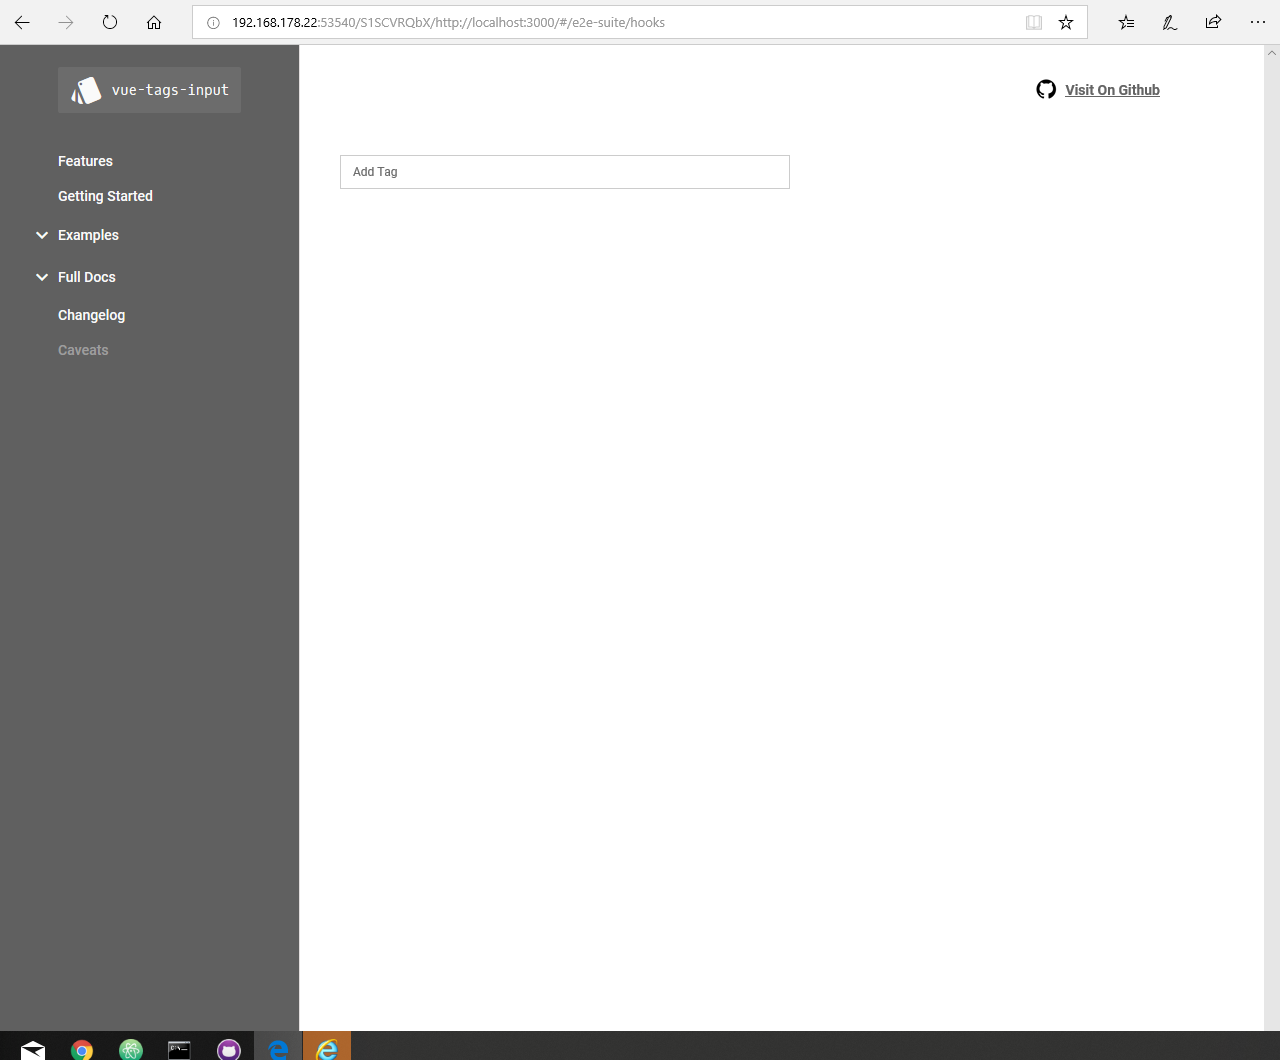 192.168.178.22:53540/S1SCVRQbX/http://localhost:3000/#/e2e-suite/hooks
vue-tags-input
Visit On Github
Features
Add Tag
Getting Started
Examples
Full Docs
Changelog
Caveats